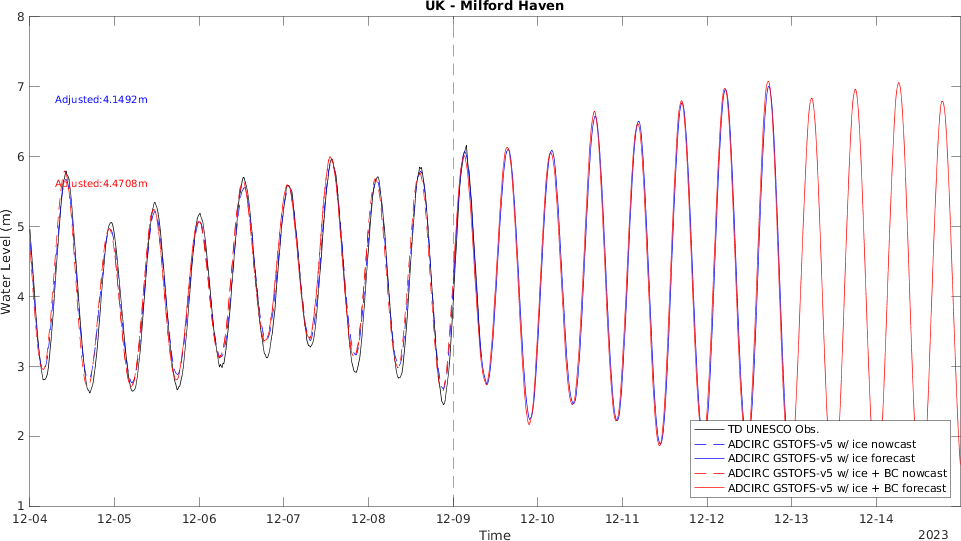 UK - Milford Haven
8
7
6
5
4
3
2
1
Water Level (m)
Adjusted:4.1492m
Adjusted:4.4708m
TD UNESCO Obs.
ADCIRC GSTOFS-v5 w/ ice nowcast
ADCIRC GSTOFS-v5 w/ ice forecast
ADCIRC GSTOFS-v5 w/ ice + BC nowcast
ADCIRC GSTOFS-v5 w/ ice + BC forecast
12-04 12-05 12-06 12-07 12-08 12-09 12-10 12-11 12-12 12-13 12-14
Time
2023